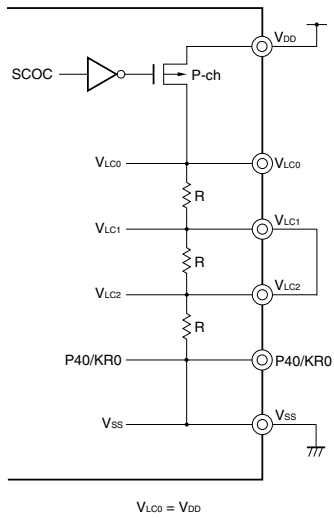 VDD
SCOC
P-ch
VLC0
VLC0
R
VLC1
VLC1
R
VLC2
VLC2
R
P40/KR0
P40/KR0
VSS
VSS
VLC0 = VDD